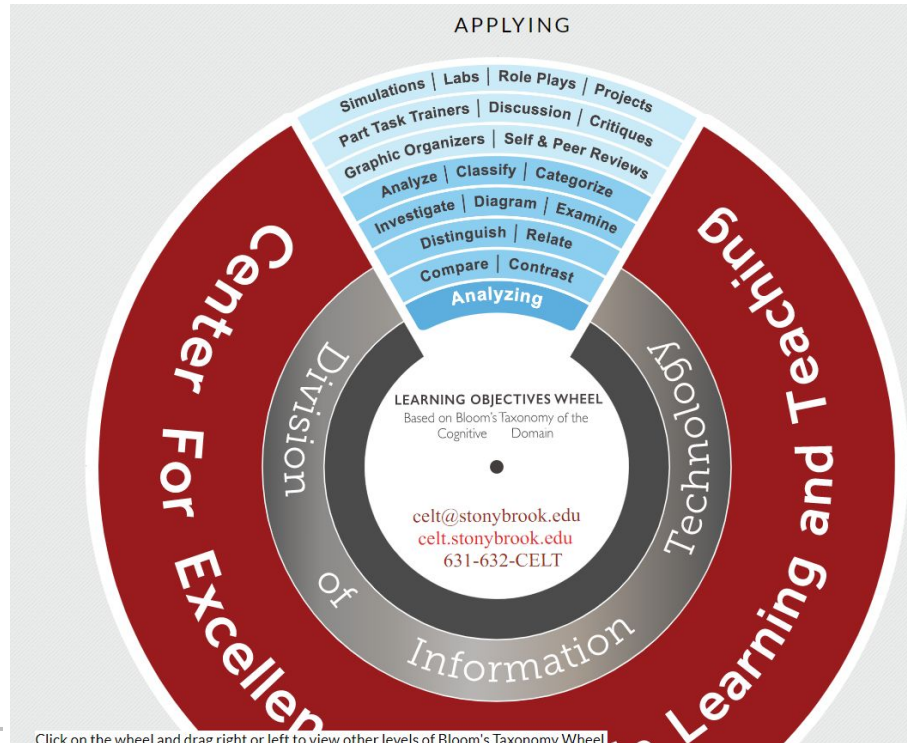 APPLYING
Simulations | Labs | Role Plays | Projects
Part Task Trainers | Discussion | Critiques
Graphic Organizers | Self & Peer Reviews
Analyze | Classify | Categorize
Investigate | Diagram | Examine
Distinguish | Relate
Compare | Contrast
Analyzing
LEARNING OBJECTIVES WHEEL
Based on Bloom's Taxonomy of the
Cognitive Domain
celt@stonybrook.edu
celt.stonybrook.edu
631-632-CELT
Division of Information Technology
Center For Excellen
Learning and Teaching
Click on the wheel and drag right or left to view other levels of Bloom's Taxonomy Wheel